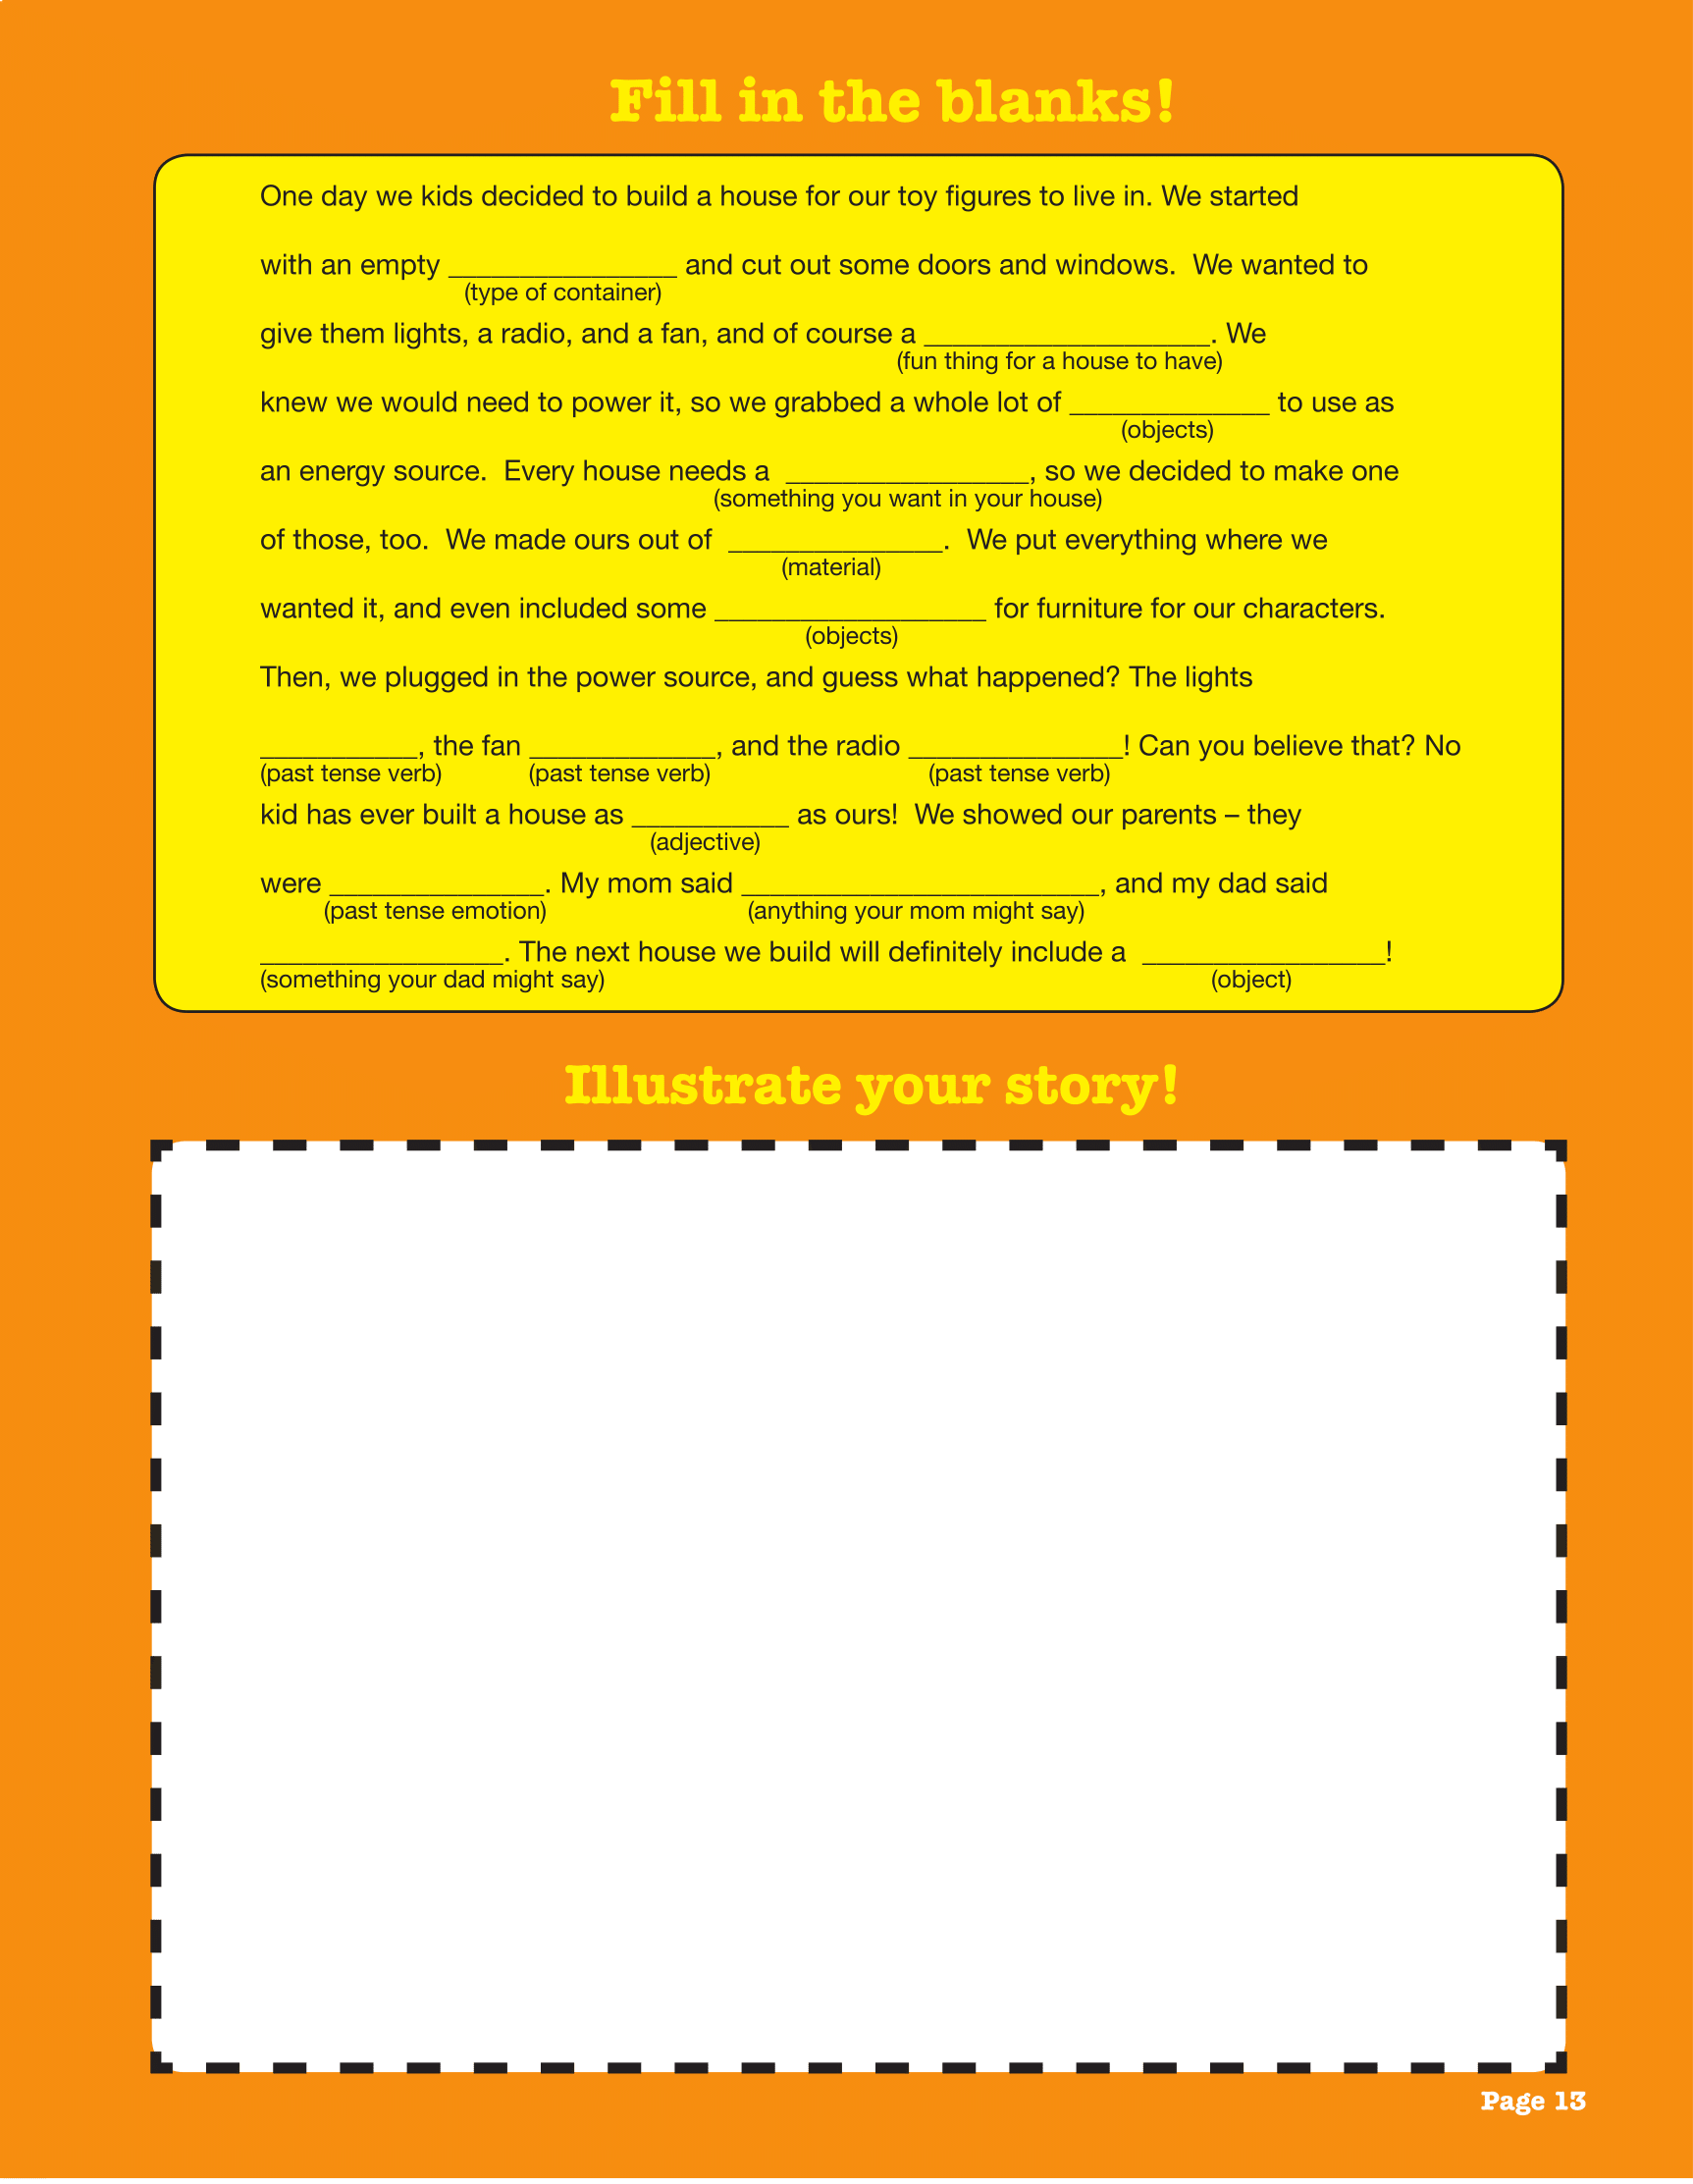 Fill in the blanks!
One day we kids decided to build a house for our toy figures to live in. We started
with an empty ________________ and cut out some doors and windows.  We wanted to
(type of container)
give them lights, a radio, and a fan, and of course a ____________________. We
(fun thing for a house to have)
knew we would need to power it, so we grabbed a whole lot of ______________ to use as
(objects)
an energy source.  Every house needs a  _________________, so we decided to make one
(something you want in your house)
of those, too.  We made ours out of  _______________.  We put everything where we
(material)
wanted it, and even included some ___________________ for furniture for our characters.
(objects)
Then, we plugged in the power source, and guess what happened? The lights
___________, the fan _____________, and the radio _______________! Can you believe that? No
(past tense verb) (past tense verb) (past tense verb)
kid has ever built a house as ___________ as ours!  We showed our parents – they
(adjective)
were _______________. My mom said _________________________, and my dad said
(past tense emotion) (anything your mom might say)
_________________. The next house we build will definitely include a  _________________!
(something your dad might say) (object)
Illustrate your story!
Page 13